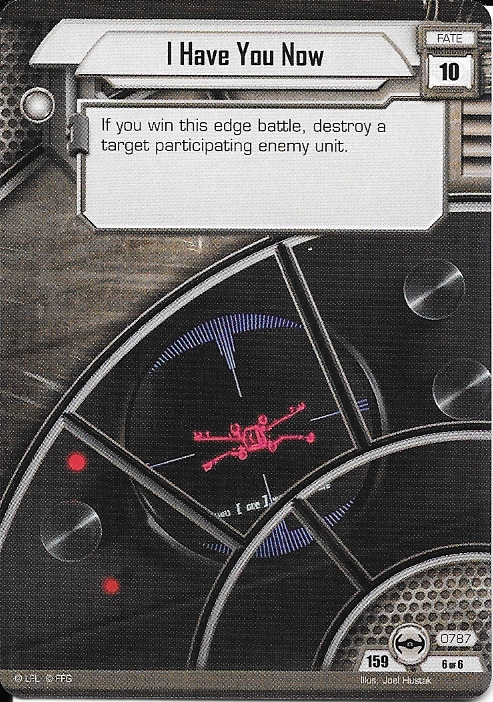 I Have You Now
FATE
10
If you win this edge battle, destroy a
target participating enemy unit.
[ are ]
0787
159
6 OF 6
© LFL © FFG
Illus. Joel Hustak